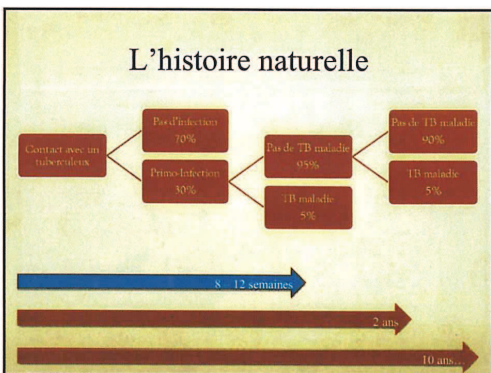 L'histoire naturelle
Contact avec un
tuberculeux
Pas d'infection
70%
Primo-Infection
30%
Pas de TB maladie
95%
TB maladie
5%
Pas de TB maladie
90%
TB maladie
5%
8 – 12 semaines
2 ans
10 ans...